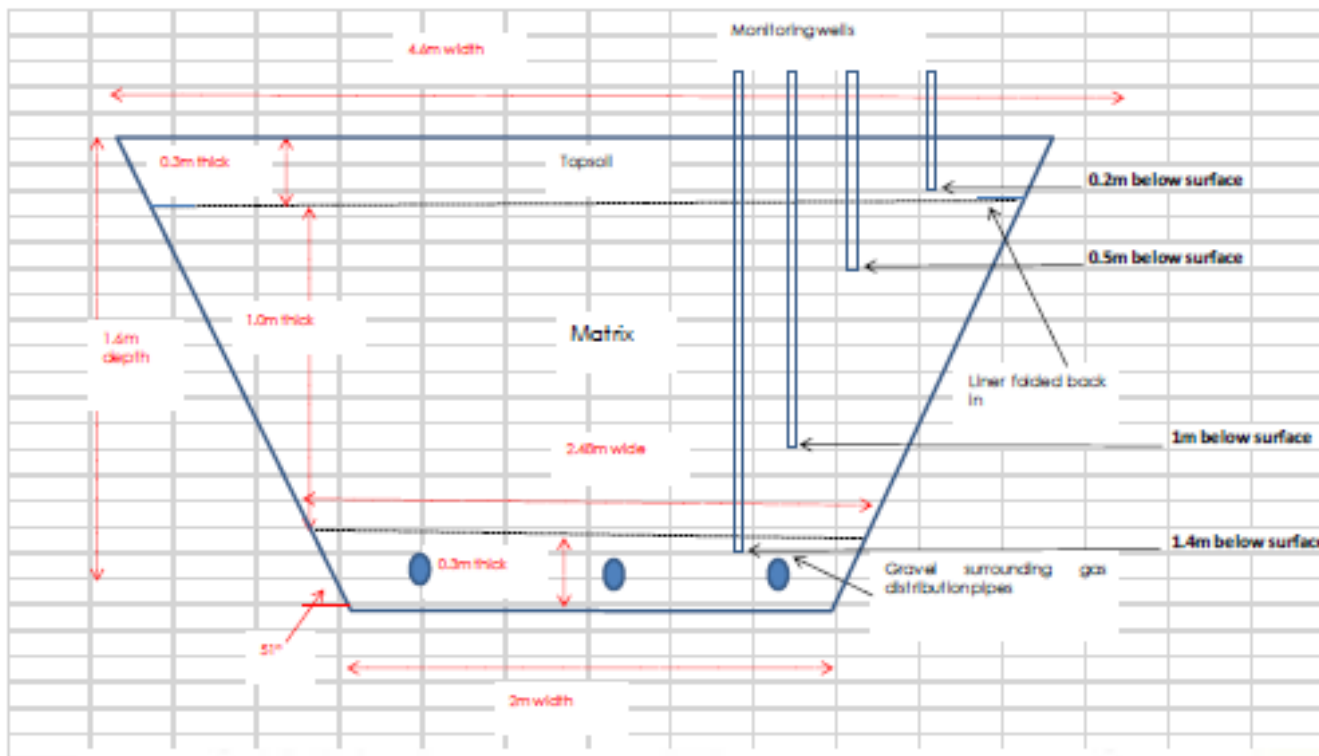 Monitoring wells
4.6m width
0.3m thick
Topsoil
0.2m below surface
0.5m below surface
1.0m thick
1.6m
depth
Matrix
Liner folded back
in
2.48m wide
1m below surface
1.4m below surface
0.3m thick
Gravel surrounding gas
distribution pipes
51°
2m width